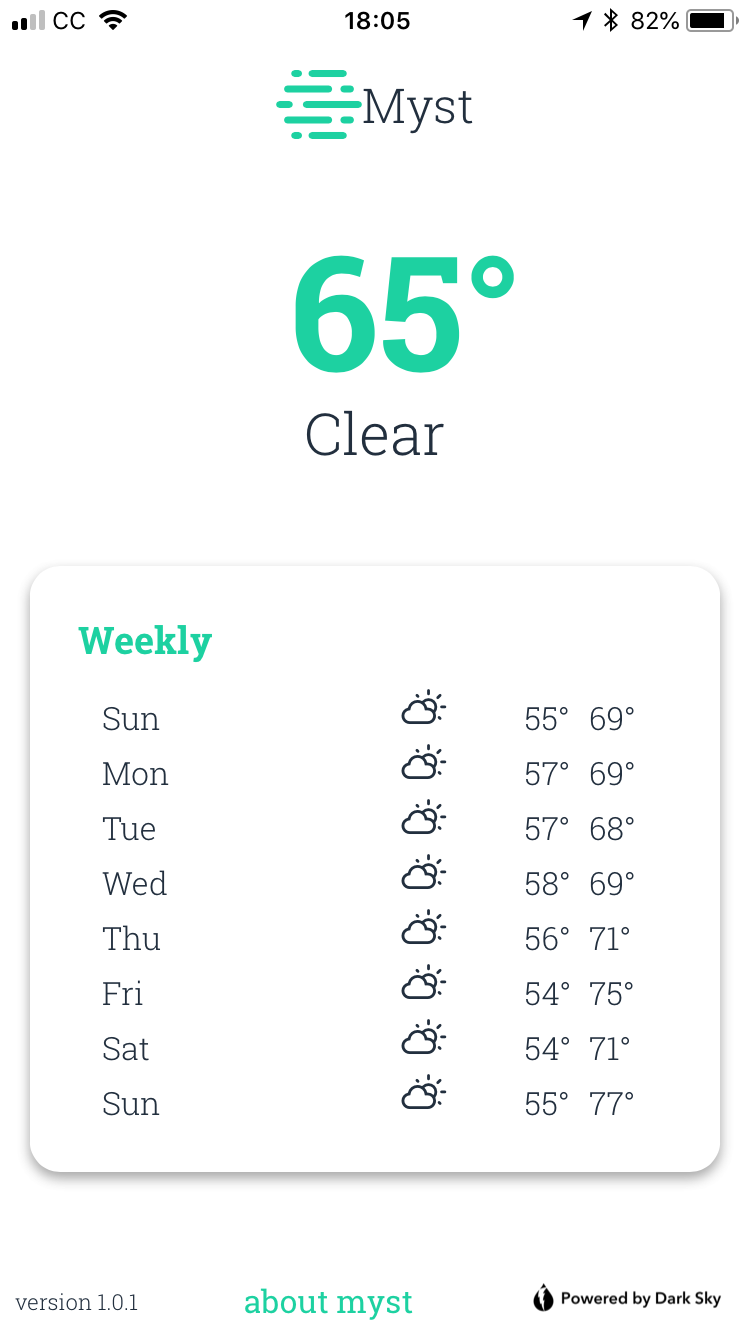 CC 18:05 82%
Myst
65°
Clear
Weekly
Sun 55° 69°
Mon 57° 69°
Tue 57° 68°
Wed 58° 69°
Thu 56° 71°
Fri 54° 75°
Sat 54° 71°
Sun 55° 77°
version 1.0.1 about myst Powered by Dark Sky